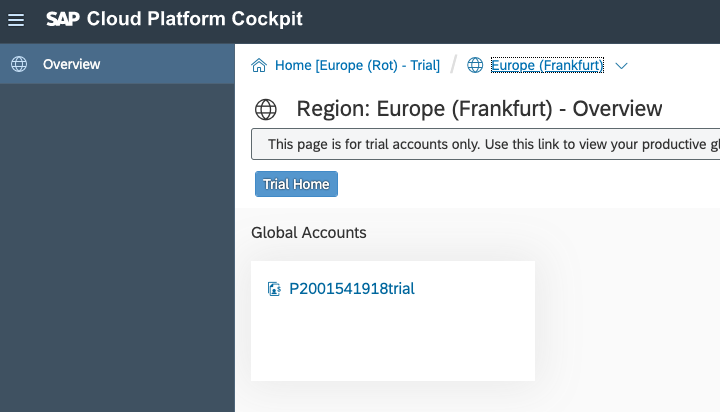 SAP Cloud Platform Cockpit
Overview
Home [Europe (Rot) - Trial] / Europe (Frankfurt)
Region: Europe (Frankfurt) - Overview
This page is for trial accounts only. Use this link to view your productive gl
Trial Home
Global Accounts
P2001541918trial